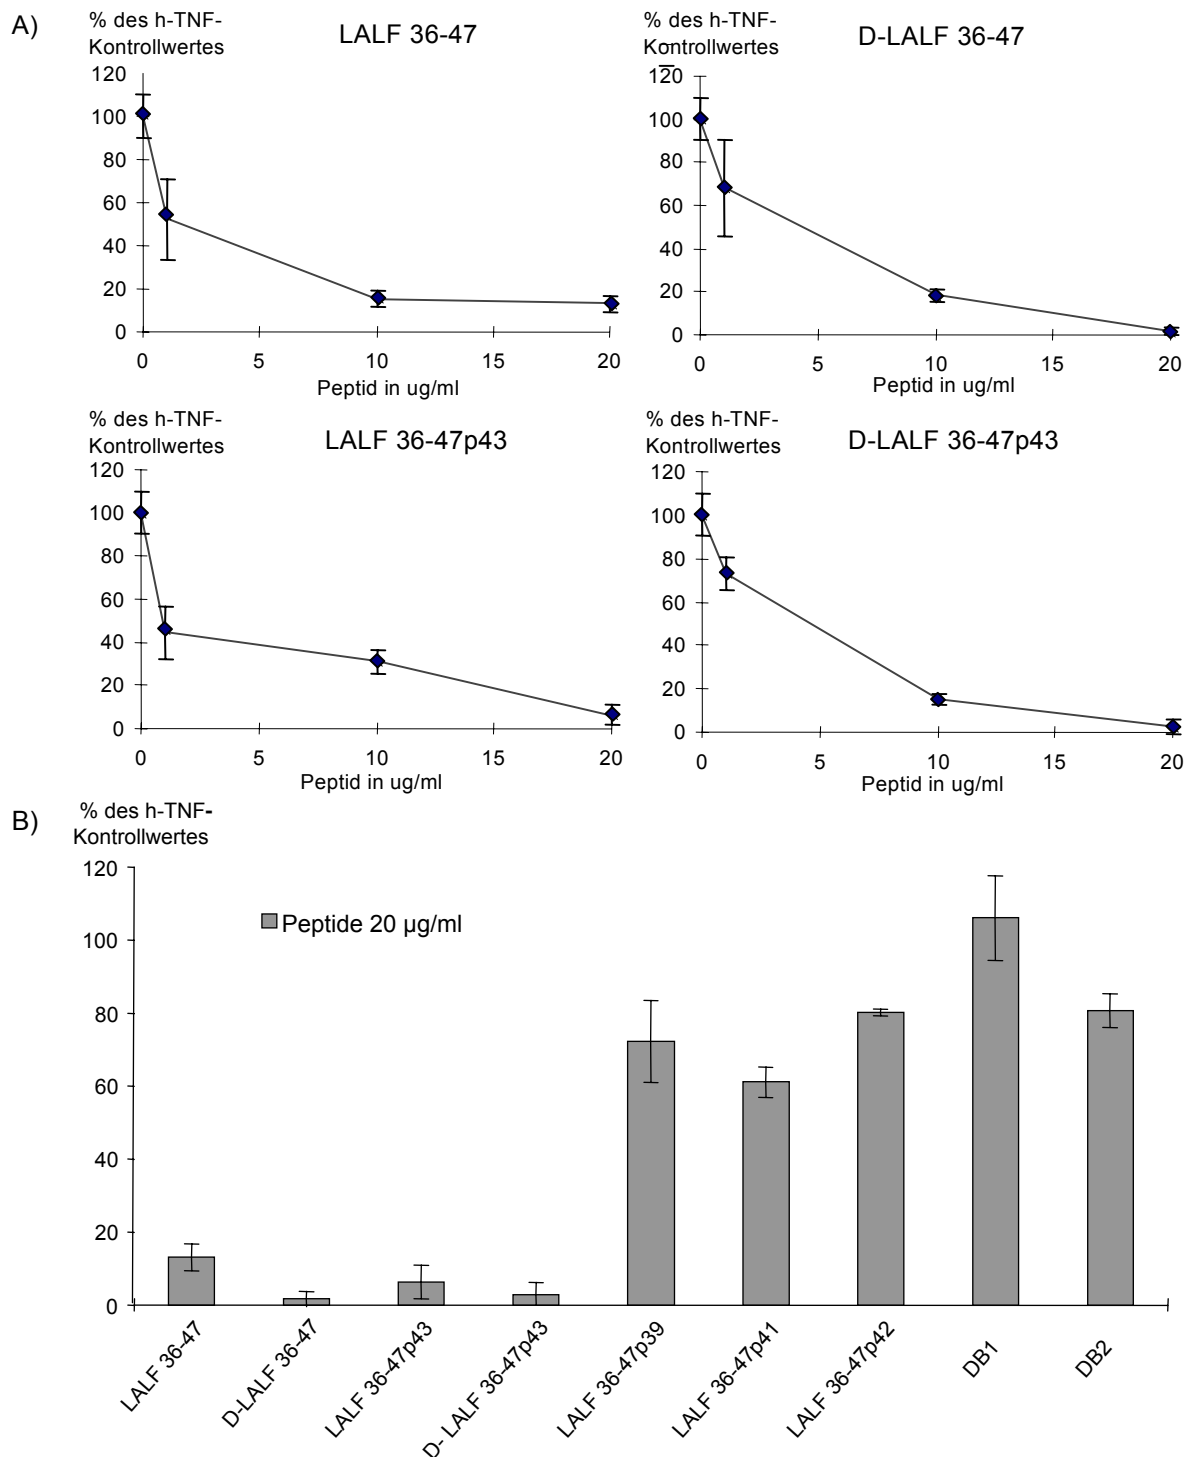 A)
% des h-TNF-
Kontrollwertes
LALF 36-47
120
100
80
60
40
20
0
0 5 10 15 20
Peptid in ug/ml
% des h-TNF-
Kontrollwertes
D-LALF 36-47
120
100
80
60
40
20
0
0 5 10 15 20
Peptid in ug/ml
% des h-TNF-
Kontrollwertes
LALF 36-47p43
120
100
80
60
40
20
0
0 5 10 15 20
Peptid in ug/ml
% des h-TNF-
Kontrollwertes
D-LALF 36-47p43
120
100
80
60
40
20
0
0 5 10 15 20
Peptid in ug/ml
B)
% des h-TNF-
Kontrollwertes
120
100
80
60
40
20
0
Peptide 20 µg/ml
LALF 36-47
D-LALF 36-47
LALF 36-47p43
D- LALF 36-47p43
LALF 36-47p39
LALF 36-47p41
LALF 36-47p42
DB1
DB2